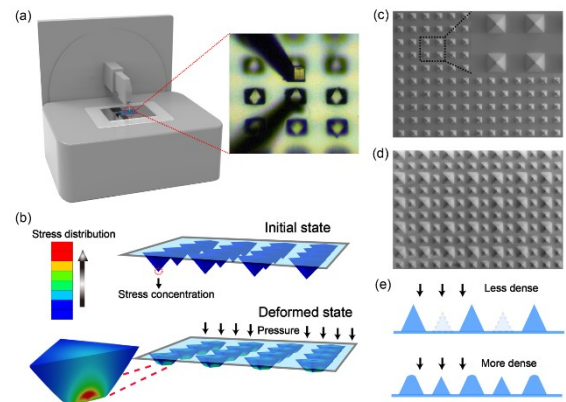 (a)
(b)
Stress distribution
Initial state
Stress concentration
Deformed state
Pressure
(c)
(d)
(e)
Less dense
More dense